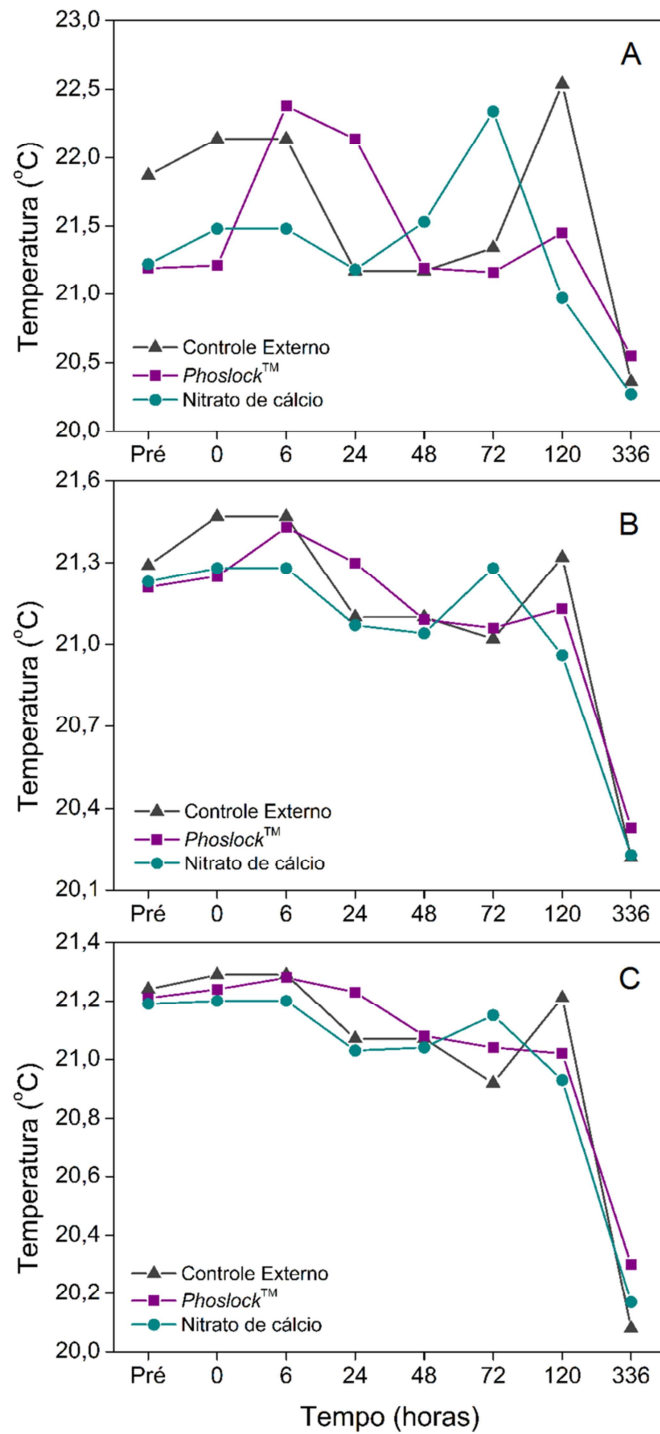 A
Temperatura (°C)
23,0
22,5
22,0
21,5
21,0
20,5
20,0
Controle Externo
Phoslock™
Nitrato de cálcio
Pré 0 6 24 48 72 120 336
B
Temperatura (°C)
21,6
21,3
21,0
20,7
20,4
20,1
Controle Externo
Phoslock™
Nitrato de cálcio
Pré 0 6 24 48 72 120 336
C
Temperatura (°C)
21,4
21,2
21,0
20,8
20,6
20,4
20,2
20,0
Controle Externo
Phoslock™
Nitrato de cálcio
Pré 0 6 24 48 72 120 336
Tempo (horas)